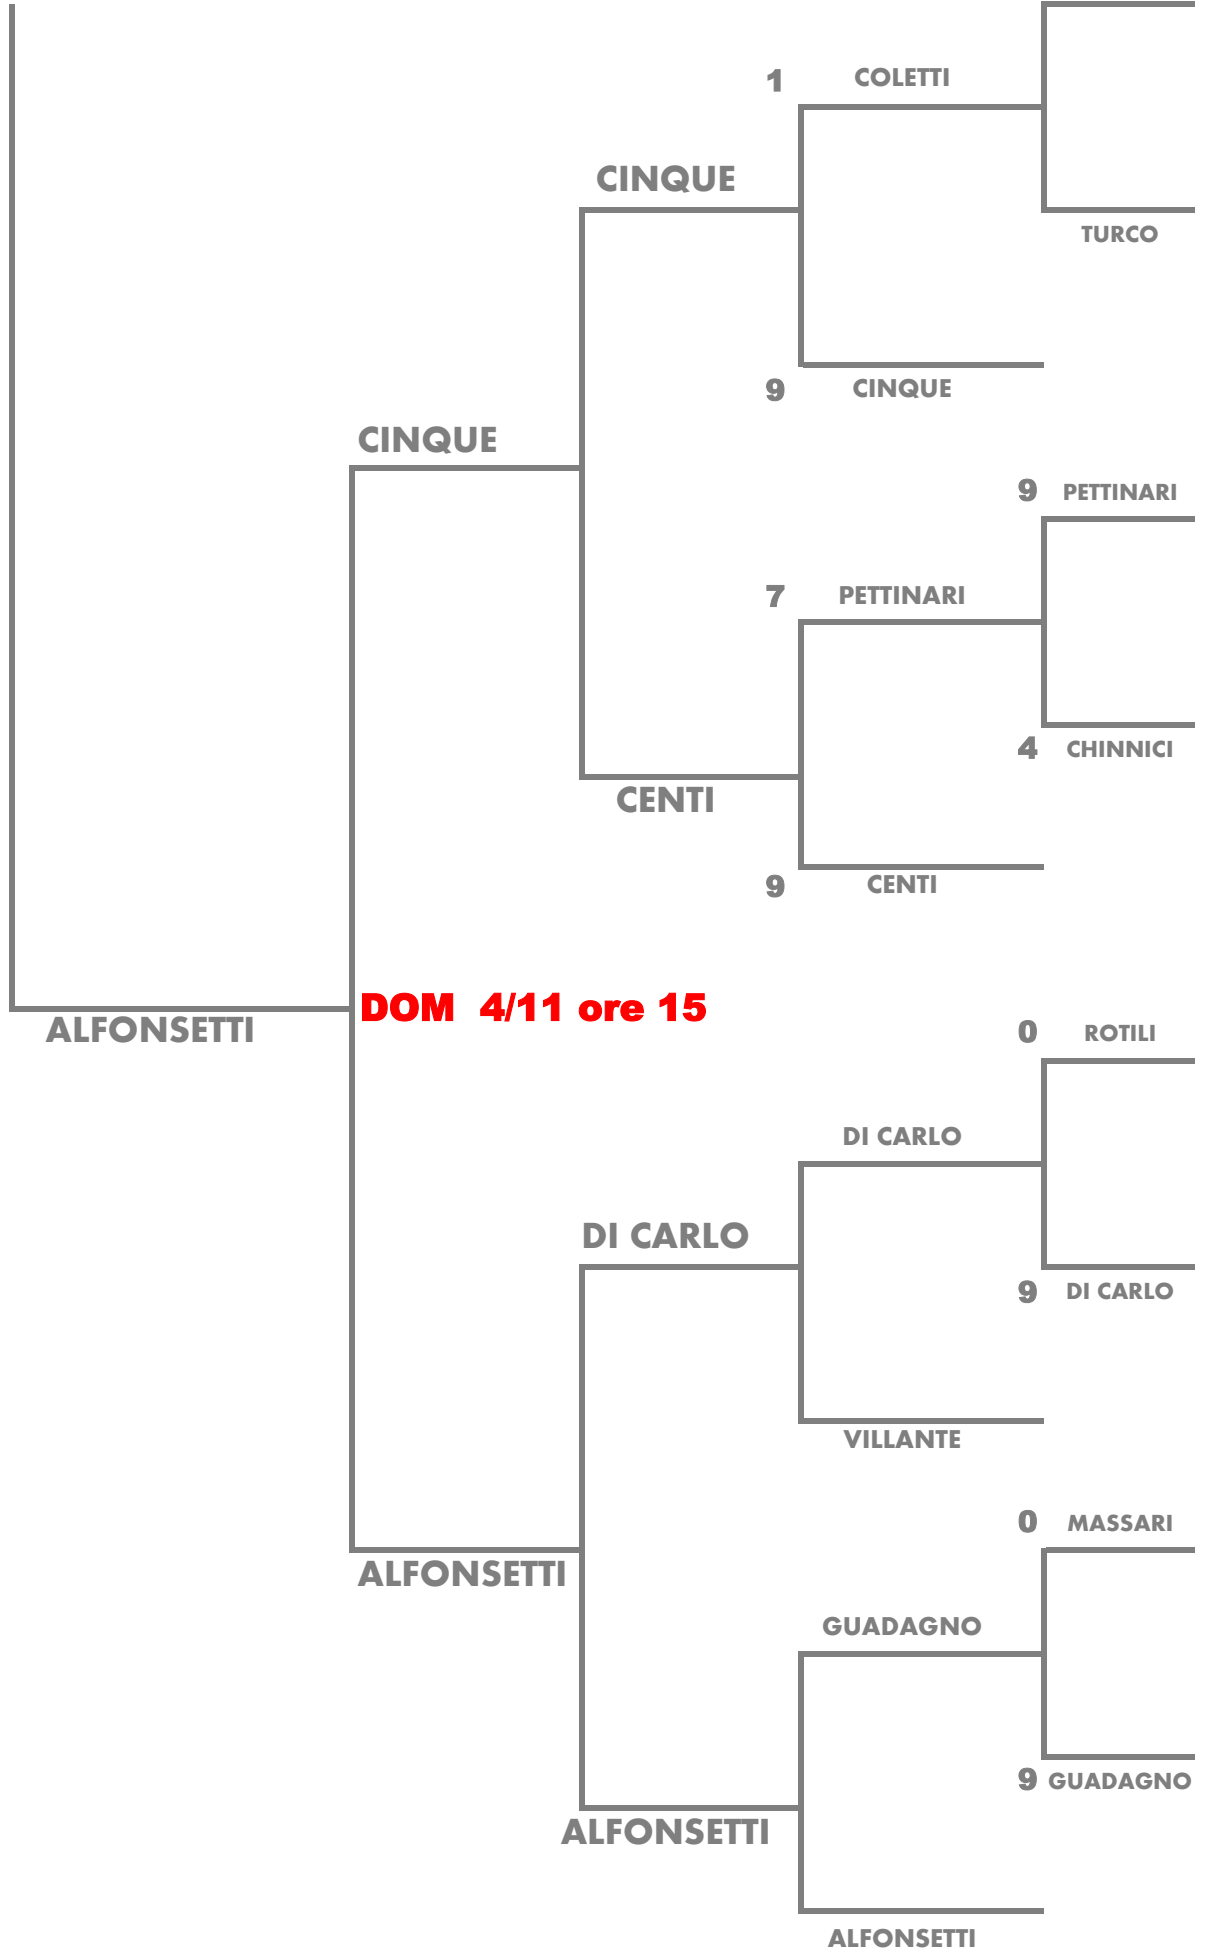 1 COLETTI
CINQUE
TURCO
9 CINQUE
CINQUE
9 PETTINARI
7 PETTINARI
4 CHINNICI
CENTI
9 CENTI
DOM 4/11 ore 15
ALFONSETTI
0 ROTILI
DI CARLO
DI CARLO
9 DI CARLO
VILLANTE
0 MASSARI
ALFONSETTI
GUADAGNO
9 GUADAGNO
ALFONSETTI
ALFONSETTI